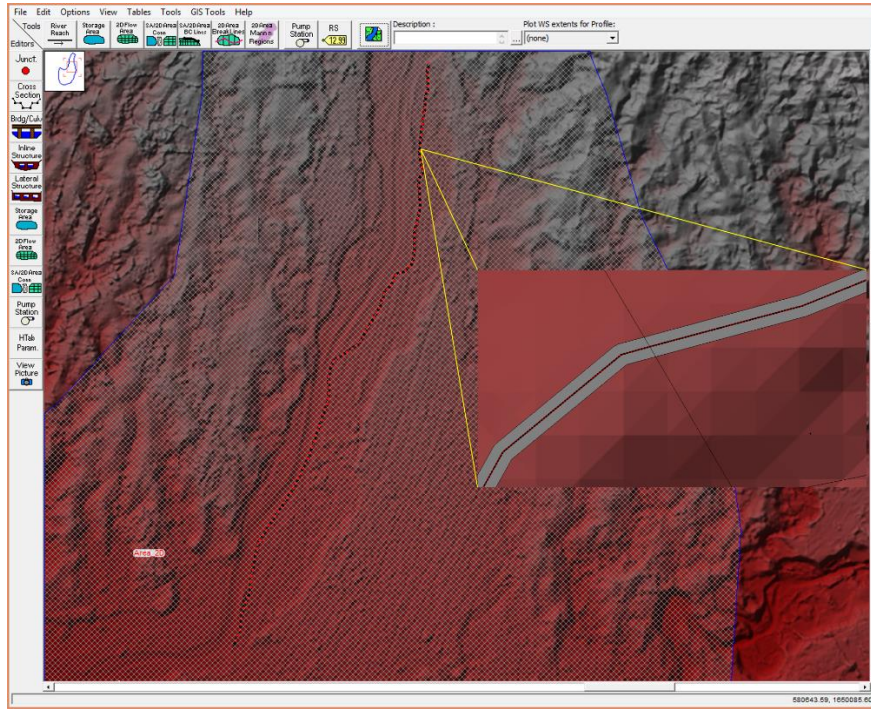 File Edit Options View Tables Tools GIS Tools Help
Tools
Editors
River
Reach
Storage
Area
2D Flow
Area
SA/2D Area
Conn
SA/2D Area
BC Lines
2D Area
Break Lines
2D Area
Mann n
Regions
Pump
Station
RS
12.99
Description :
...
Plot WS extents for Profile:
(none)
Junct.
Cross
Section
Brdg/Culv
Inline
Structure
Lateral
Structure
Storage
Area
2D Flow
Area
SA/2D Area
Conn
Pump
Station
HTab
Param.
View
Picture
580643.59, 1650085.60